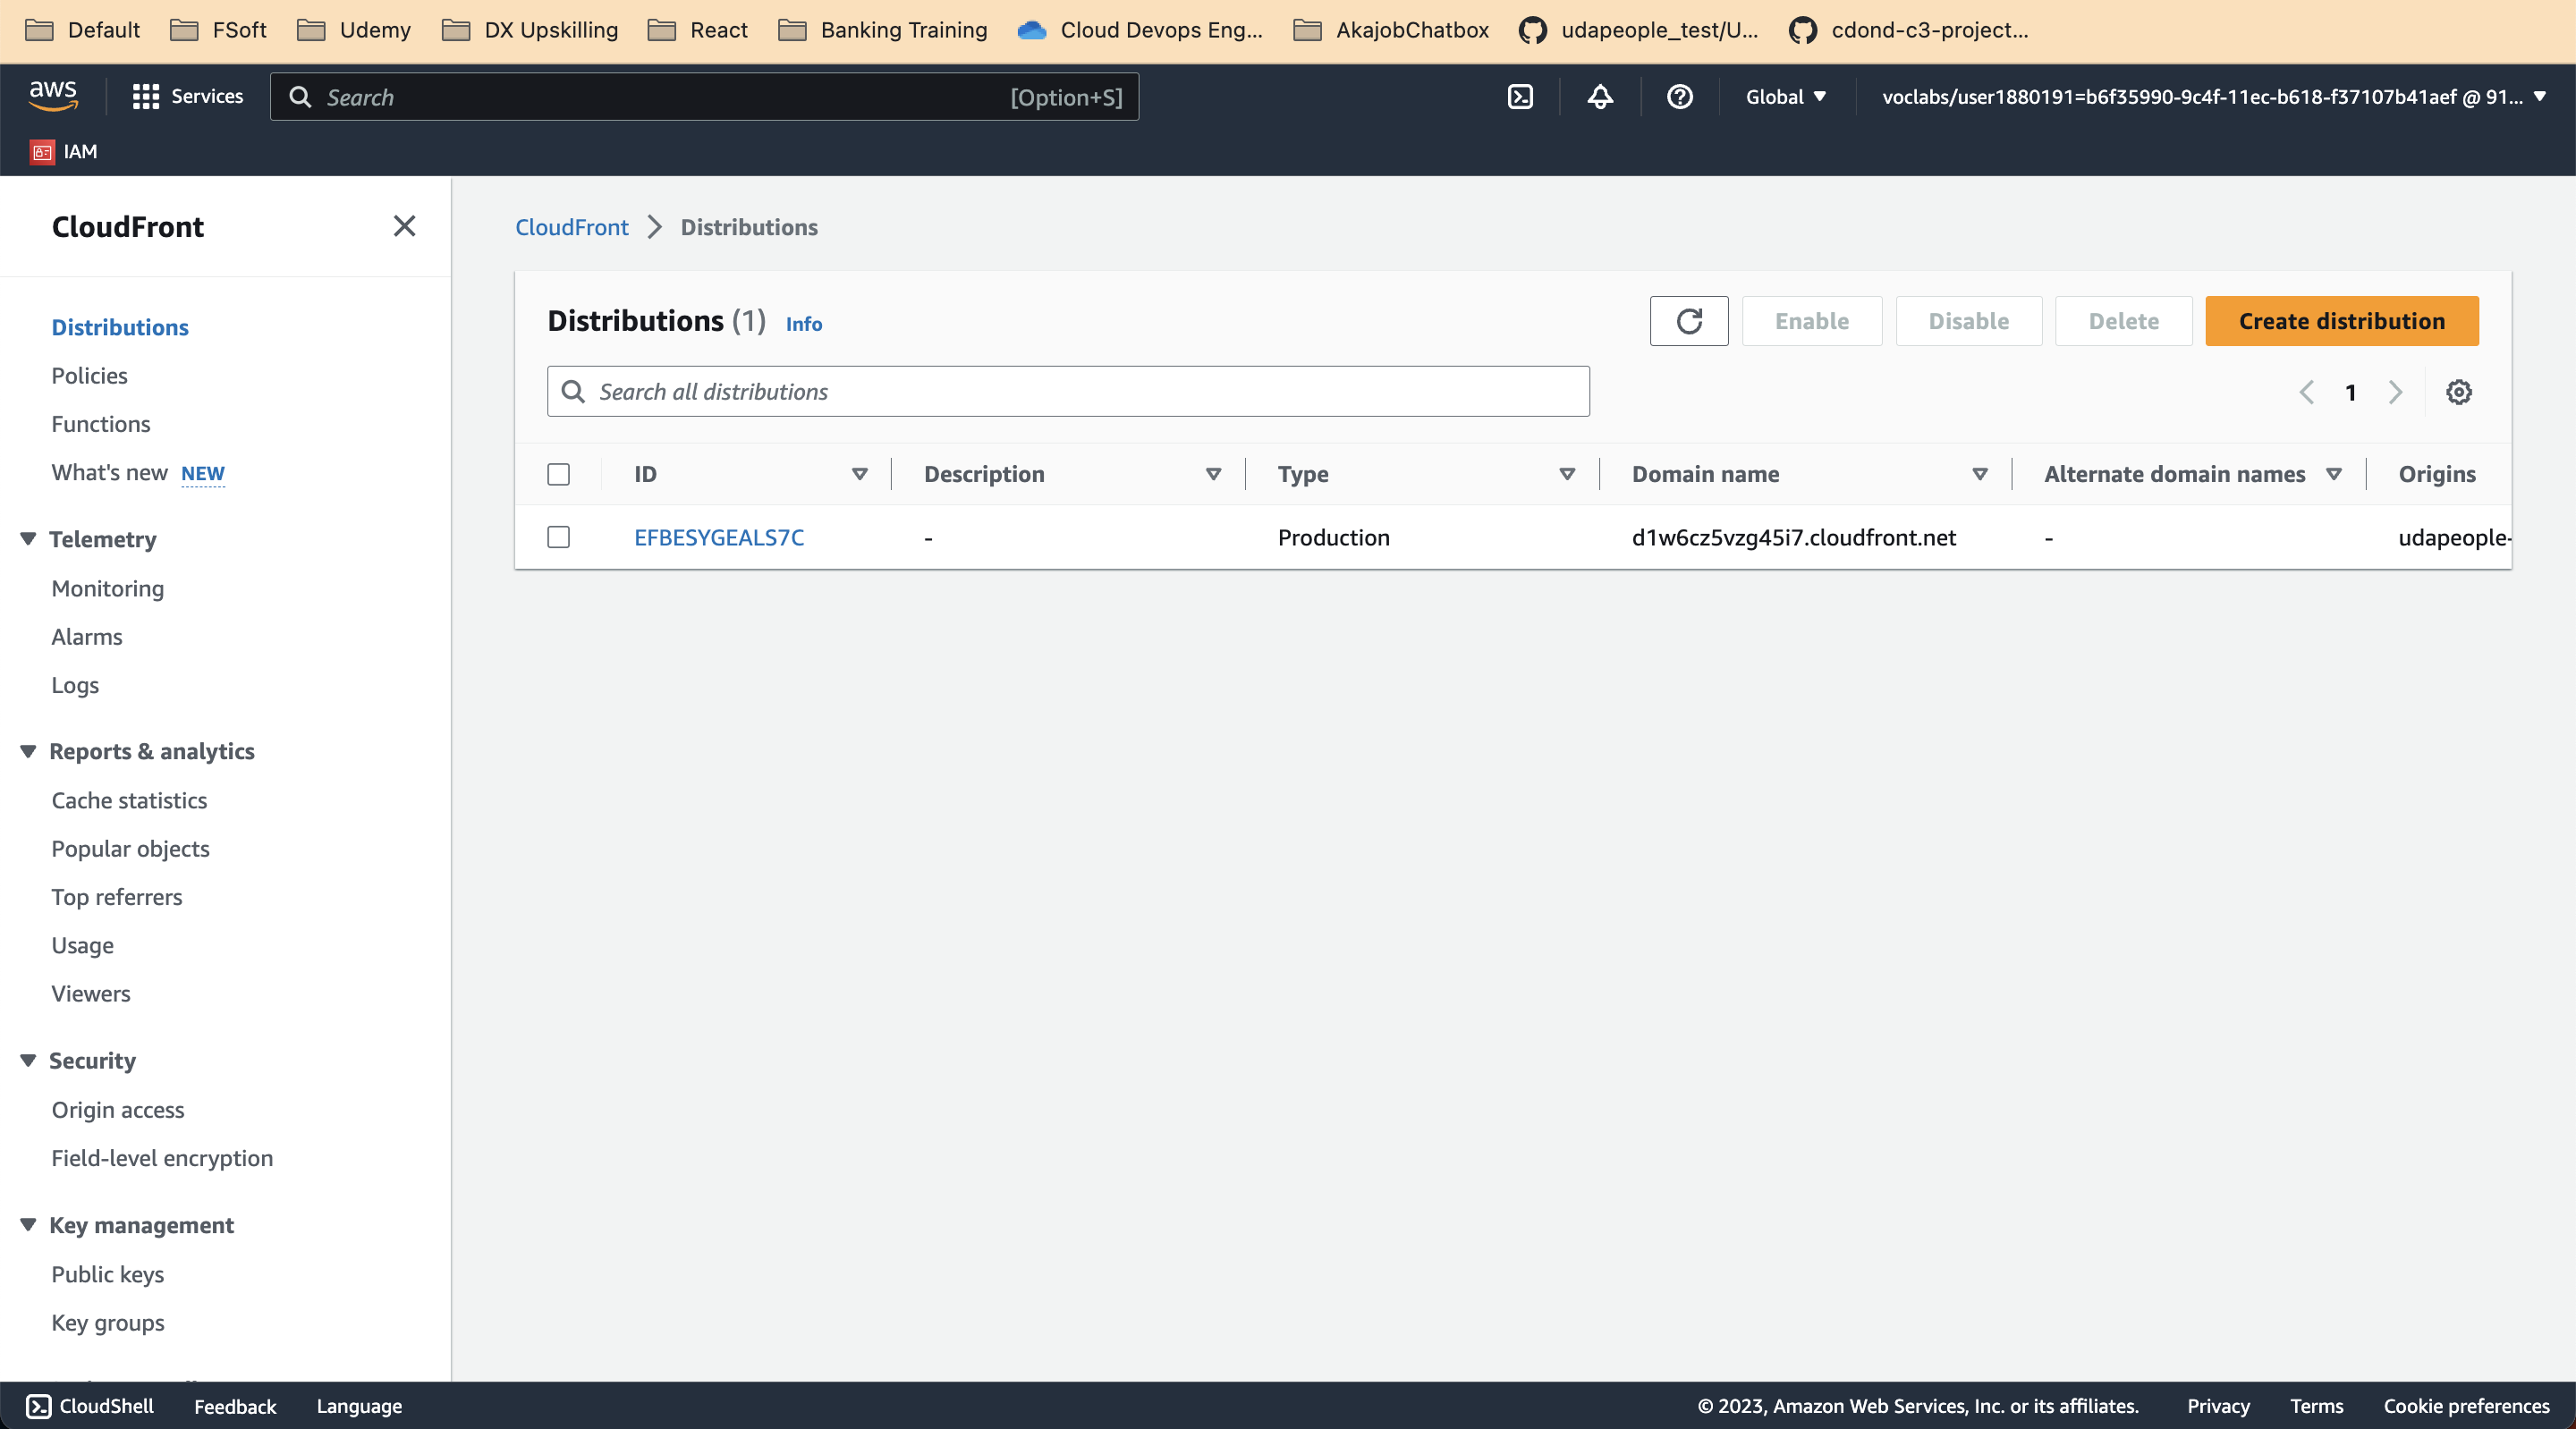 Default FSoft Udemy DX Upskilling React Banking Training Cloud Devops Eng... AkajobChatbox udapeople_test/U... cdond-c3-project...
aws Services Search [Option+S] Global voclabs/user1880191=b6f35990-9c4f-11ec-b618-f37107b41aef @ 91...
IAM
CloudFront
Distributions
Policies
Functions
What's new NEW
Telemetry
Monitoring
Alarms
Logs
Reports & analytics
Cache statistics
Popular objects
Top referrers
Usage
Viewers
Security
Origin access
Field-level encryption
Key management
Public keys
Key groups
CloudFront Distributions
Distributions (1) Info Enable Disable Delete Create distribution
Search all distributions 1
ID Description Type Domain name Alternate domain names Origins
EFBESYGEALS7C - Production d1w6cz5vzg45i7.cloudfront.net - udapeople-
CloudShell Feedback Language © 2023, Amazon Web Services, Inc. or its affiliates. Privacy Terms Cookie preferences